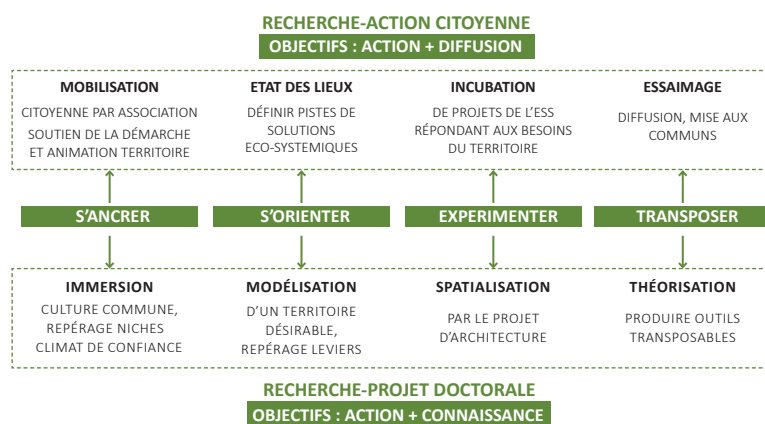 RECHERCHE-ACTION CITOYENNE
OBJECTIFS : ACTION + DIFFUSION
MOBILISATION
CITOYENNE PAR ASSOCIATION
SOUTIEN DE LA DÉMARCHE
ET ANIMATION TERRITOIRE
ETAT DES LIEUX
DÉFINIR PISTES DE
SOLUTIONS
ECO-SYSTEMIQUES
INCUBATION
DE PROJETS DE L'ESS
RÉPONDANT AUX BESOINS
DU TERRITOIRE
ESSAIMAGE
DIFFUSION, MISE AUX
COMMUNS
S'ANCRER
S'ORIENTER
EXPERIMENTER
TRANSPOSER
IMMERSION
CULTURE COMMUNE,
REPÉRAGE NICHES
CLIMAT DE CONFIANCE
MODÉLISATION
D'UN TERRITOIRE
DÉSIRABLE,
REPÉRAGE LEVIERS
SPATIALISATION
PAR LE PROJET
D'ARCHITECTURE
THÉORISATION
PRODUIRE OUTILS
TRANSPOSABLES
RECHERCHE-PROJET DOCTORALE
OBJECTIFS : ACTION + CONNAISSANCE